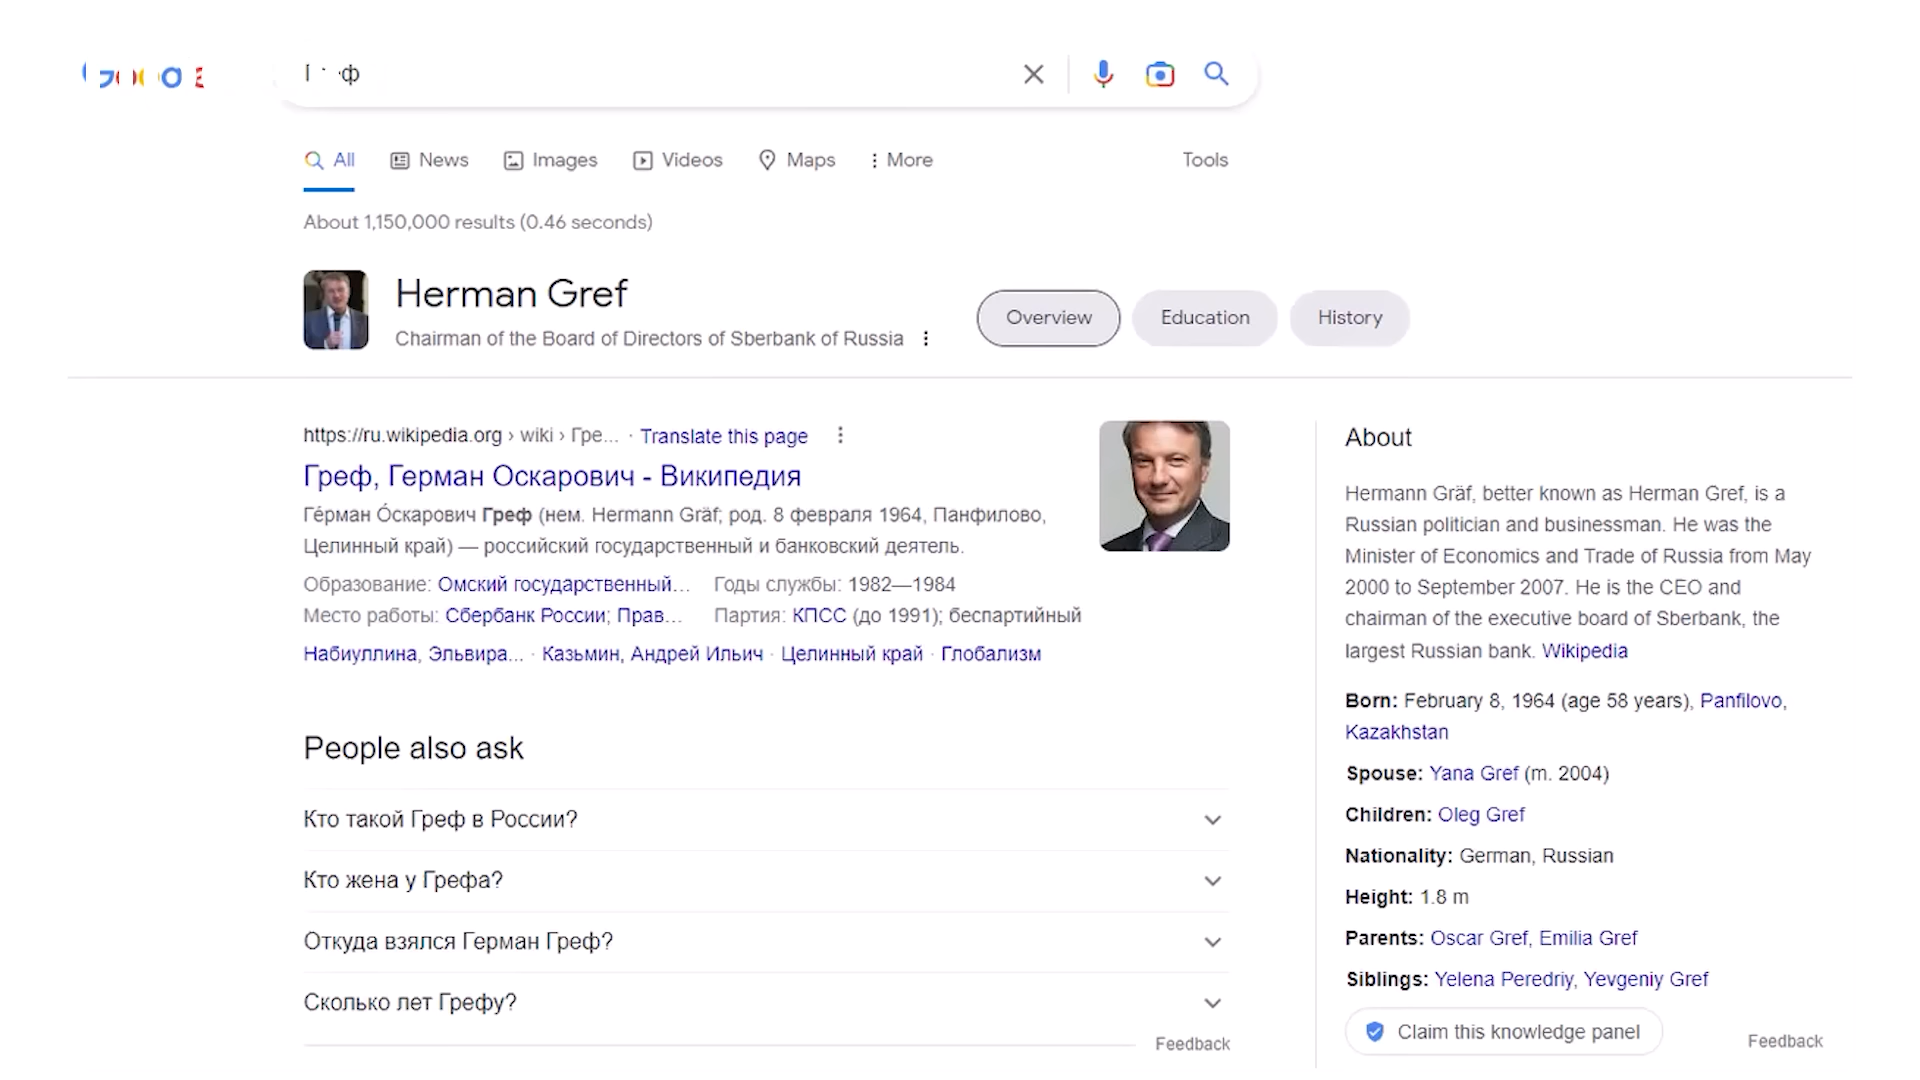 All News Images Videos Maps More Tools
About 1,150,000 results (0.46 seconds)
Herman Gref
Chairman of the Board of Directors of Sberbank of Russia
Overview Education History
https://ru.wikipedia.org › wiki › Гре... · Translate this page
Греф, Герман Оскарович - Википедия
Ге́рман О́скарович Греф (нем. Hermann Gräf; род. 8 февраля 1964, Панфилово,
Целинный край) — российский государственный и банковский деятель.
Образование: Омский государственный... Годы службы: 1982—1984
Место работы: Сбербанк России; Прав... Партия: КПСС (до 1991); беспартийный
Набиуллина, Эльвира... · Казьмин, Андрей Ильич · Целинный край · Глобализм
People also ask
Кто такой Греф в России?
Кто жена у Грефа?
Откуда взялся Герман Греф?
Сколько лет Грефу?
Feedback
About
Hermann Gräf, better known as Herman Gref, is a
Russian politician and businessman. He was the
Minister of Economics and Trade of Russia from May
2000 to September 2007. He is the CEO and
chairman of the executive board of Sberbank, the
largest Russian bank. Wikipedia
Born: February 8, 1964 (age 58 years), Panfilovo,
Kazakhstan
Spouse: Yana Gref (m. 2004)
Children: Oleg Gref
Nationality: German, Russian
Height: 1.8 m
Parents: Oscar Gref, Emilia Gref
Siblings: Yelena Peredriy, Yevgeniy Gref
Claim this knowledge panel
Feedback